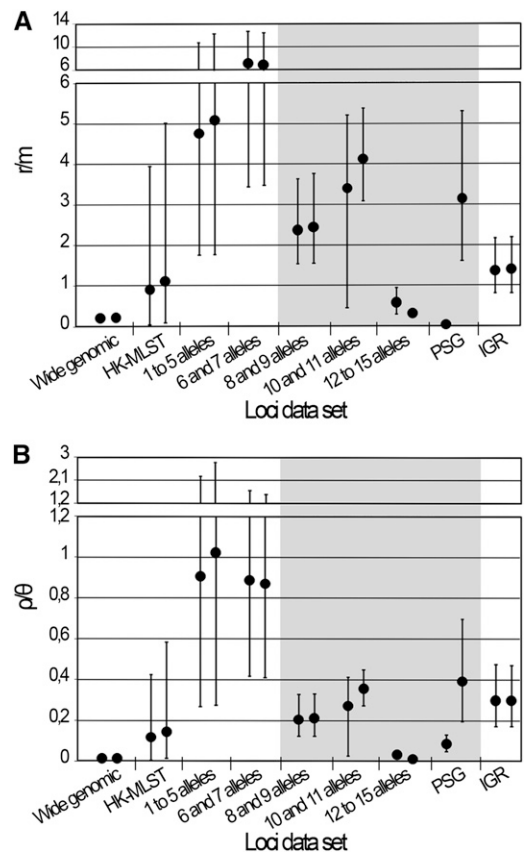 A
14
10
6
6
5
4
3
2
1
0
r/m
Wide genomic
HK-MLST
1 to 5 alleles
6 and 7 alleles
8 and 9 alleles
10 and 11 alleles
12 to 15 alleles
PSG
IGR
Loci data set
B
3
2,1
1,2
1,2
1
0,8
0,6
0,4
0,2
0
ρ/θ
Wide genomic
HK-MLST
1 to 5 alleles
6 and 7 alleles
8 and 9 alleles
10 and 11 alleles
12 to 15 alleles
PSG
IGR
Loci data set